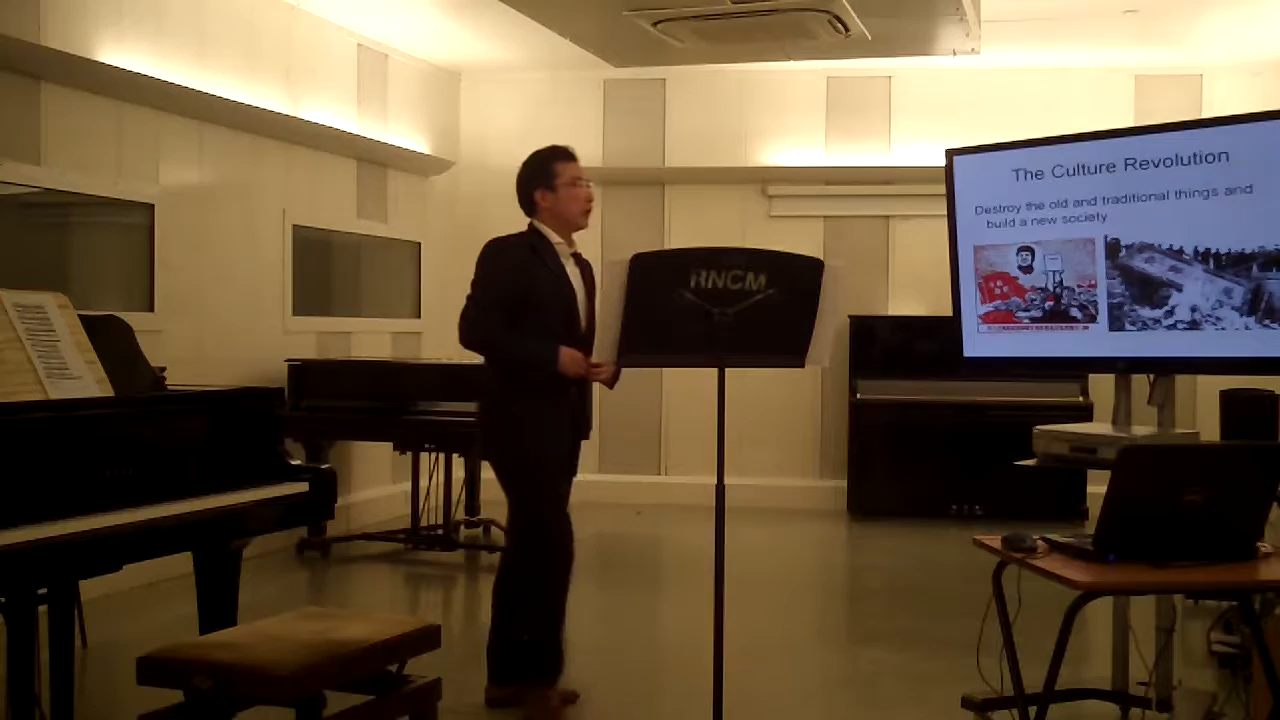 RNCM
The Culture Revolution
Destroy the old and traditional things and
build a new society